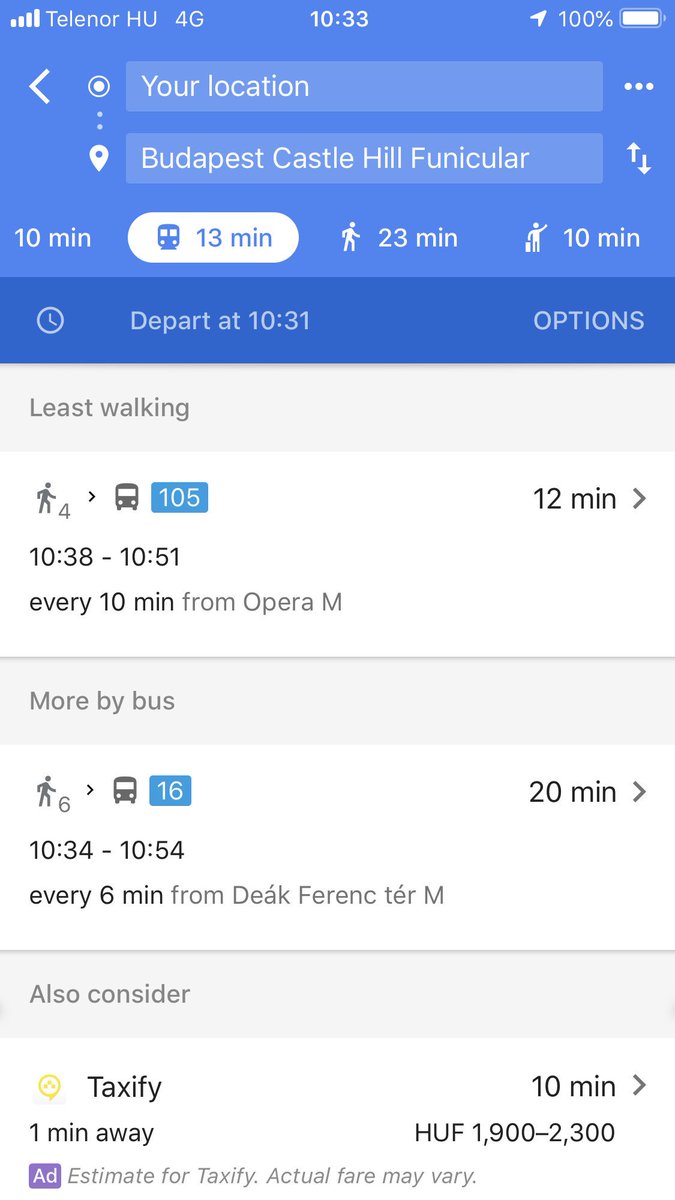 Telenor HU 4G 10:33 100%
Your location
Budapest Castle Hill Funicular
10 min 13 min 23 min 10 min
Depart at 10:31 OPTIONS
Least walking
4 105 12 min
10:38 - 10:51
every 10 min from Opera M
More by bus
6 16 20 min
10:34 - 10:54
every 6 min from Deák Ferenc tér M
Also consider
Taxify 10 min
1 min away HUF 1,900–2,300
Ad Estimate for Taxify. Actual fare may vary.